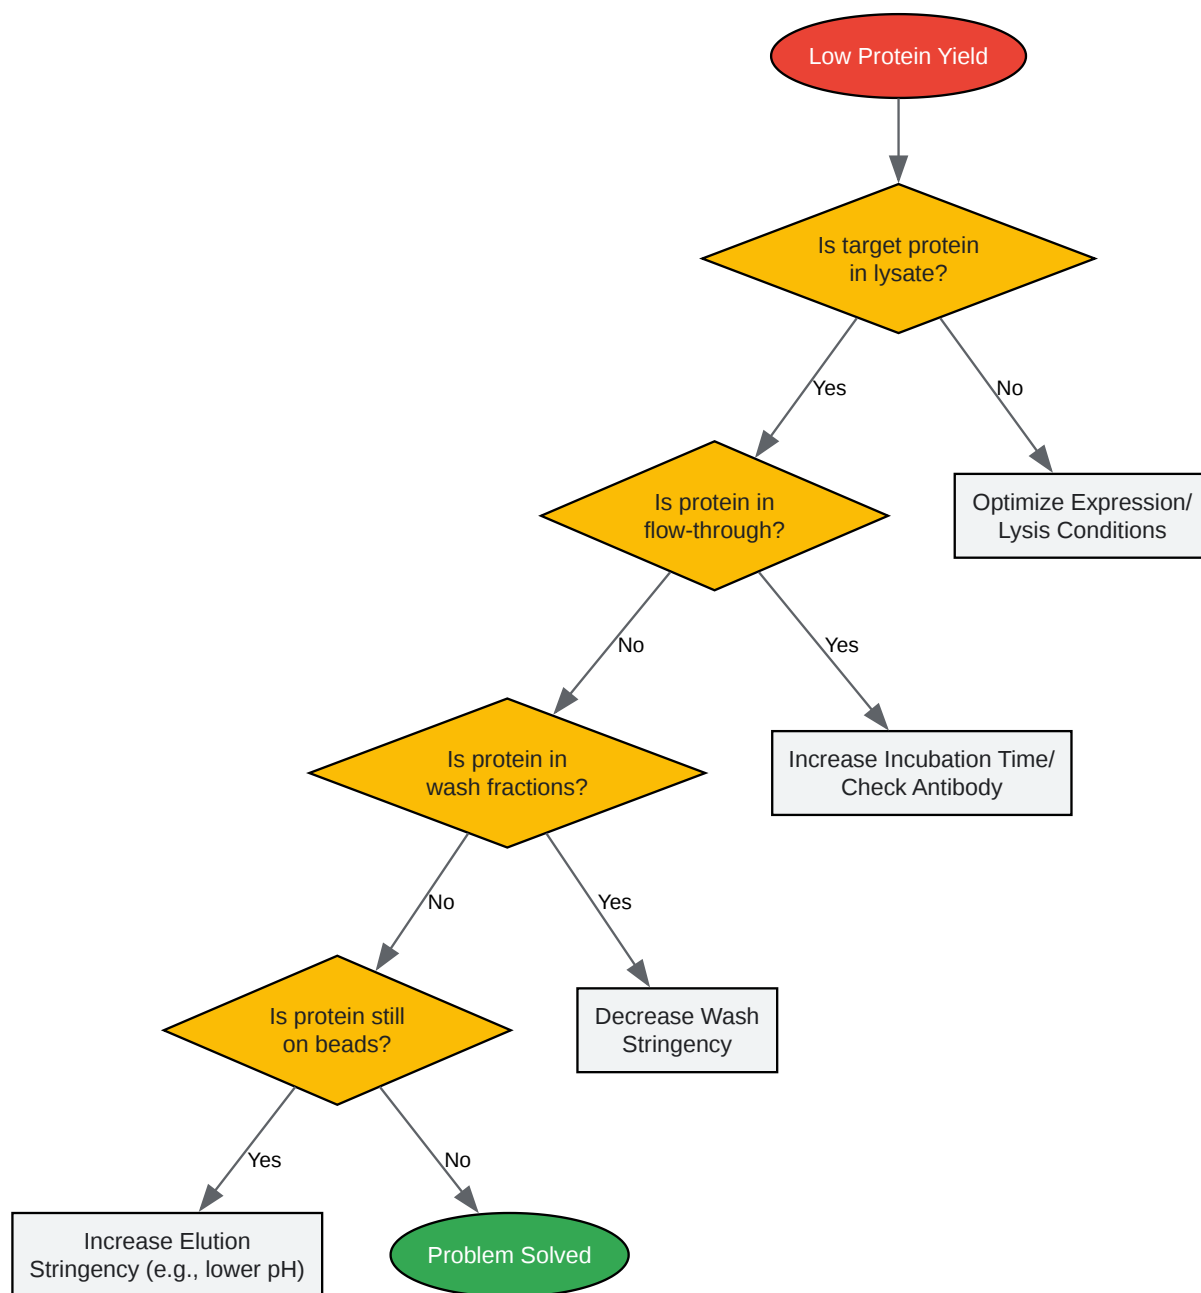 Low Protein Yield
Is target protein
in lysate?
Yes
No
Is protein in
flow-through?
Optimize Expression/
Lysis Conditions
No
Yes
Is protein in
wash fractions?
Increase Incubation Time/
Check Antibody
No
Yes
Is protein still
on beads?
Decrease Wash
Stringency
Yes
No
Increase Elution
Stringency (e.g., lower pH)
Problem Solved